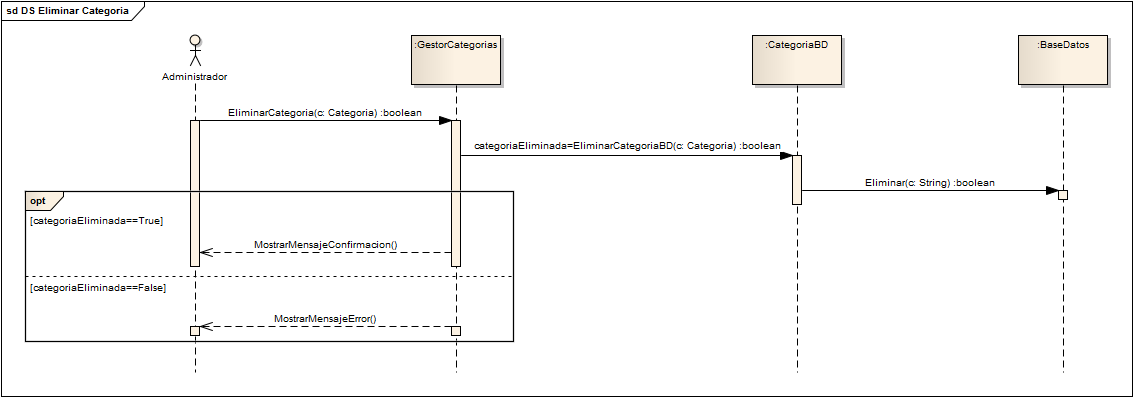 sd DS Eliminar Categoria
:GestorCategorias
:CategoriaBD
:BaseDatos
Administrador
EliminarCategoria(c: Categoria) :boolean
categoriaEliminada=EliminarCategoriaBD(c: Categoria) :boolean
Eliminar(c: String) :boolean
opt
[categoriaEliminada==True]
MostrarMensajeConfirmacion()
[categoriaEliminada==False]
MostrarMensajeError()